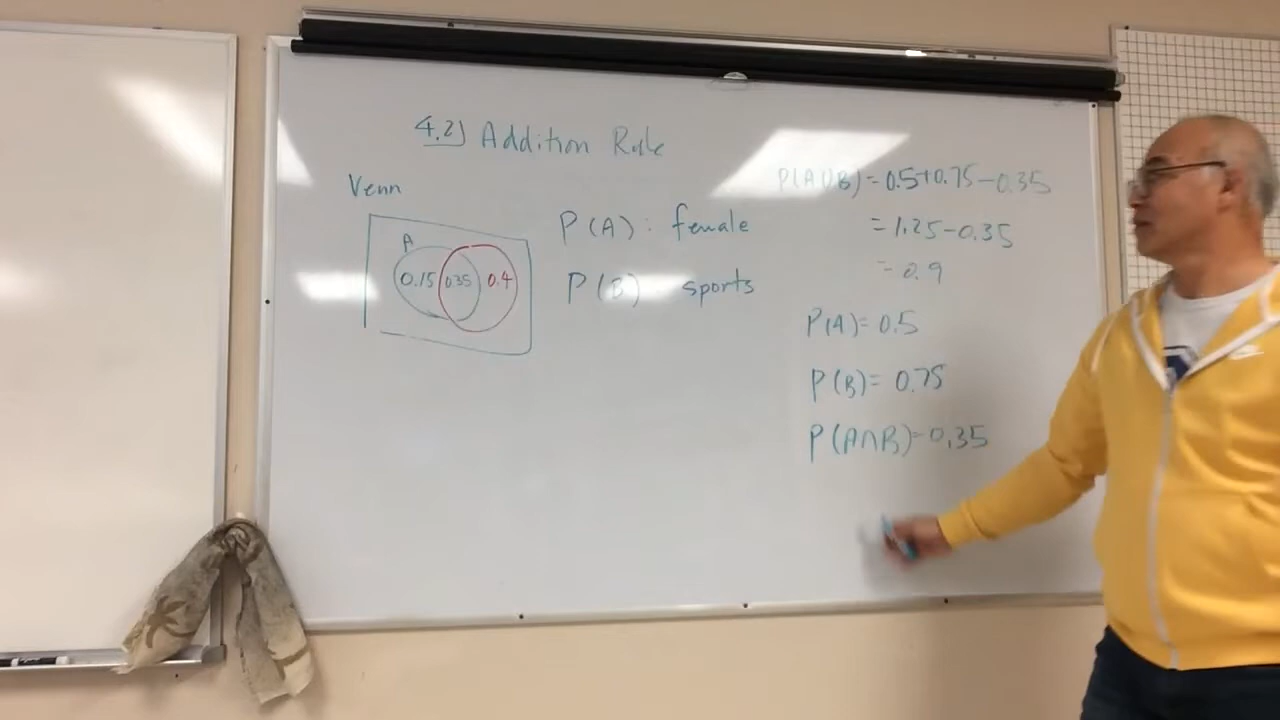 4.2) Addition Rule
Venn
A
0.15 0.35 0.4
P(A): female
P(B) sports
P(A∪B)=0.5+0.75-0.35
=1.25-0.35
=0.9
P(A)=0.5
P(B)=0.75
P(A∩B)=0.35